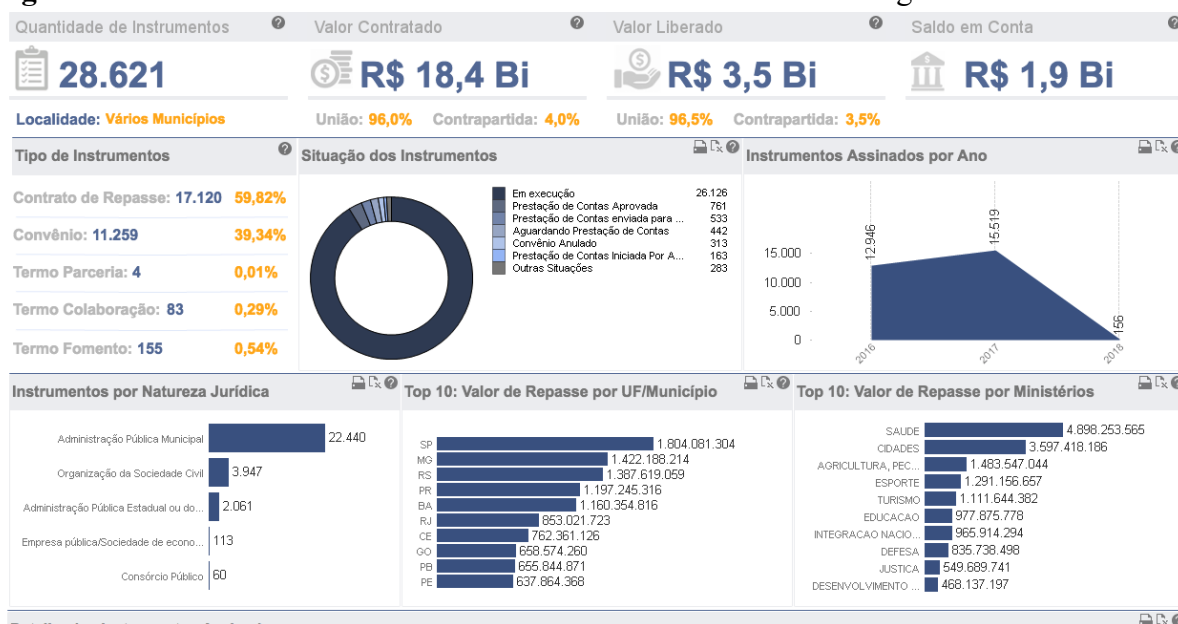 Quantidade de Instrumentos
28.621
Localidade: Vários Municípios
Valor Contratado
R$ 18,4 Bi
União: 96,0% Contrapartida: 4,0%
Valor Liberado
R$ 3,5 Bi
União: 96,5% Contrapartida: 3,5%
Saldo em Conta
R$ 1,9 Bi
Tipo de Instrumentos
Contrato de Repasse: 17.120 59,82%
Convênio: 11.259 39,34%
Termo Parceria: 4 0,01%
Termo Colaboração: 83 0,29%
Termo Fomento: 155 0,54%
Situação dos Instrumentos
Em execução 26.126
Prestação de Contas Aprovada 761
Prestação de Contas enviada para ... 533
Aguardando Prestação de Contas 442
Convênio Anulado 313
Prestação de Contas Iniciada Por A... 163
Outras Situações 283
Instrumentos Assinados por Ano
15.000
10.000
5.000
0
12.946
15.519
156
2016
2017
2018
Instrumentos por Natureza Jurídica
Administração Pública Municipal 22.440
Organização da Sociedade Civil 3.947
Administração Pública Estadual ou do... 2.061
Empresa pública/Sociedade de econo... 113
Consórcio Público 60
Top 10: Valor de Repasse por UF/Município
SP 1.804.081.304
MG 1.422.188.214
RS 1.387.619.059
PR 1.197.245.316
BA 1.160.354.816
RJ 853.021.723
CE 762.361.126
GO 658.574.260
PB 655.844.871
PE 637.864.368
Top 10: Valor de Repasse por Ministérios
SAUDE 4.898.253.565
CIDADES 3.597.418.186
AGRICULTURA, PEC... 1.483.547.044
ESPORTE 1.291.156.657
TURISMO 1.111.644.382
EDUCACAO 977.875.778
INTEGRACAO NACIO... 965.914.294
DEFESA 835.738.498
JUSTICA 549.689.741
DESENVOLVIMENTO ... 468.137.197